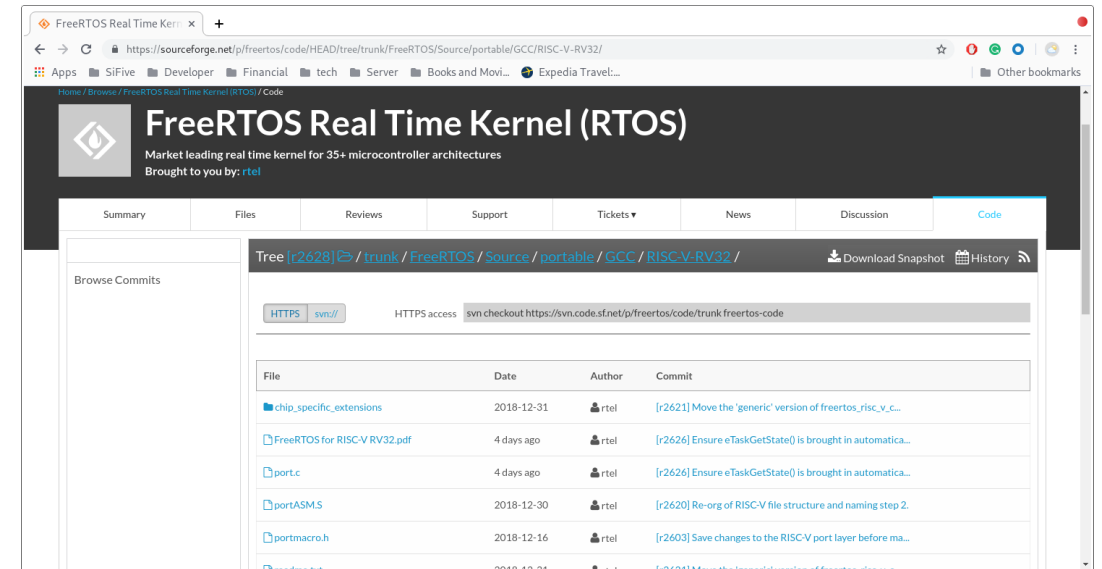 FreeRTOS Real Time Kern
https://sourceforge.net/p/freertos/code/HEAD/tree/trunk/FreeRTOS/Source/portable/GCC/RISC-V-RV32/
Apps SiFive Developer Financial tech Server Books and Movi... Expedia Travel:... Other bookmarks
Home / Browse / FreeRTOS Real Time Kernel (RTOS) / Code
FreeRTOS Real Time Kernel (RTOS)
Market leading real time kernel for 35+ microcontroller architectures
Brought to you by: rtel
Summary Files Reviews Support Tickets ▾ News Discussion Code
Browse Commits
Tree [r2628] / trunk / FreeRTOS / Source / portable / GCC / RISC-V-RV32 / Download Snapshot History
HTTPS svn:// HTTPS access svn checkout https://svn.code.sf.net/p/freertos/code/trunk freertos-code
File Date Author Commit
chip_specific_extensions 2018-12-31 rtel [r2621] Move the 'generic' version of freertos_risc_v_c...
FreeRTOS for RISC-V RV32.pdf 4 days ago rtel [r2626] Ensure eTaskGetState() is brought in automatica...
port.c 4 days ago rtel [r2626] Ensure eTaskGetState() is brought in automatica...
portASM.S 2018-12-30 rtel [r2620] Re-org of RISC-V file structure and naming step 2.
portmacro.h 2018-12-16 rtel [r2603] Save changes to the RISC-V port layer before ma...